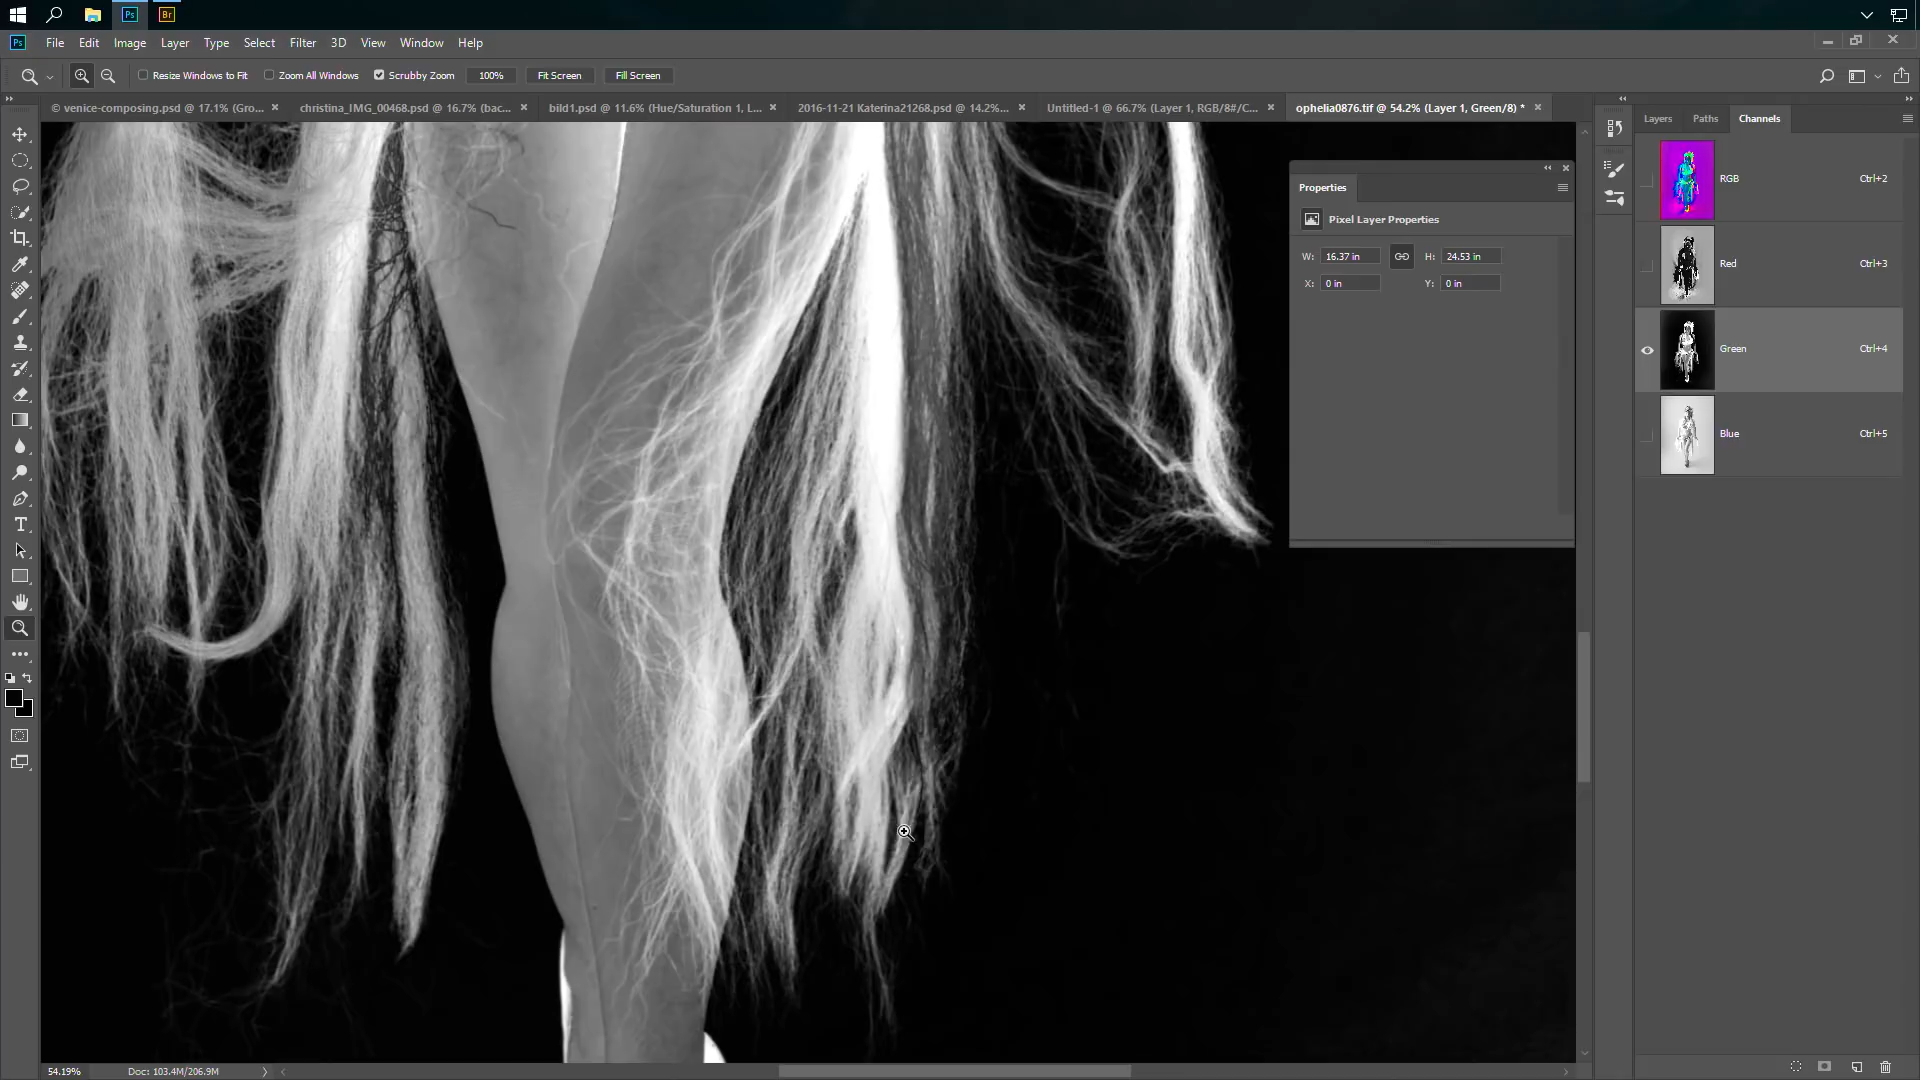 Ps Br
Ps File Edit Image Layer Type Select Filter 3D View Window Help
Resize Windows to Fit Zoom All Windows Scrubby Zoom 100% Fit Screen Fill Screen
© venice-composing.psd @ 17.1% (Gro... christina_IMG_00468.psd @ 16.7% (bac... bild1.psd @ 11.6% (Hue/Saturation 1, L... 2016-11-21 Katerina21268.psd @ 14.2%... Untitled-1 @ 66.7% (Layer 1, RGB/8#/C... ophelia0876.tif @ 54.2% (Layer 1, Green/8) *
Layers Paths Channels
RGB Ctrl+2
Red Ctrl+3
Green Ctrl+4
Blue Ctrl+5
Properties
Pixel Layer Properties
W: 16.37 in H: 24.53 in
X: 0 in Y: 0 in
54.19% Doc: 103.4M/206.9M